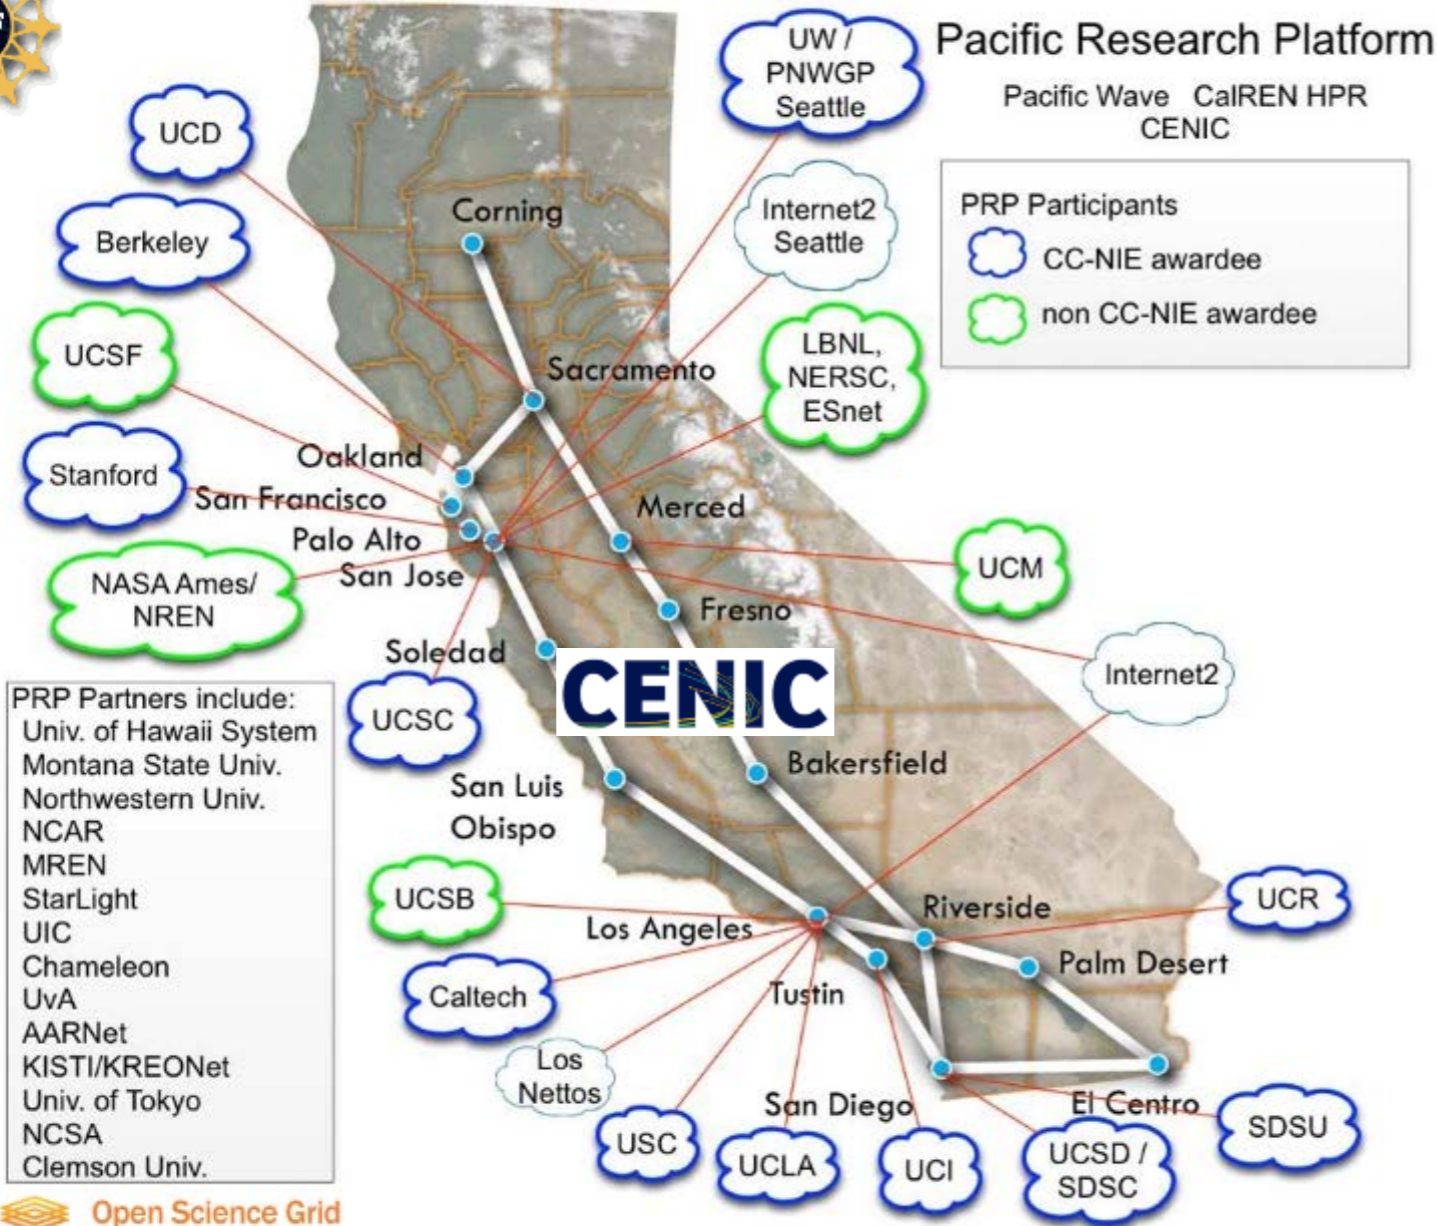 Pacific Research Platform
Pacific Wave CalREN HPR
CENIC
PRP Participants
CC-NIE awardee
non CC-NIE awardee
UW /
PNWGP
Seattle
UCD
Internet2
Seattle
Corning
Berkeley
LBNL,
NERSC,
ESnet
UCSF
Sacramento
Oakland
Stanford
San Francisco
Merced
Palo Alto
San Jose
UCM
NASA Ames/
NREN
Fresno
Soledad
Internet2
CENIC
UCSC
PRP Partners include:
Univ. of Hawaii System
Montana State Univ.
Northwestern Univ.
NCAR
MREN
StarLight
UIC
Chameleon
UvA
AARNet
KISTI/KREONet
Univ. of Tokyo
NCSA
Clemson Univ.
San Luis
Obispo
Bakersfield
UCSB
Los Angeles
Riverside
UCR
Caltech
Tustin
Palm Desert
Los
Nettos
San Diego
El Centro
USC
UCLA
UCI
UCSD /
SDSC
SDSU
Open Science Grid